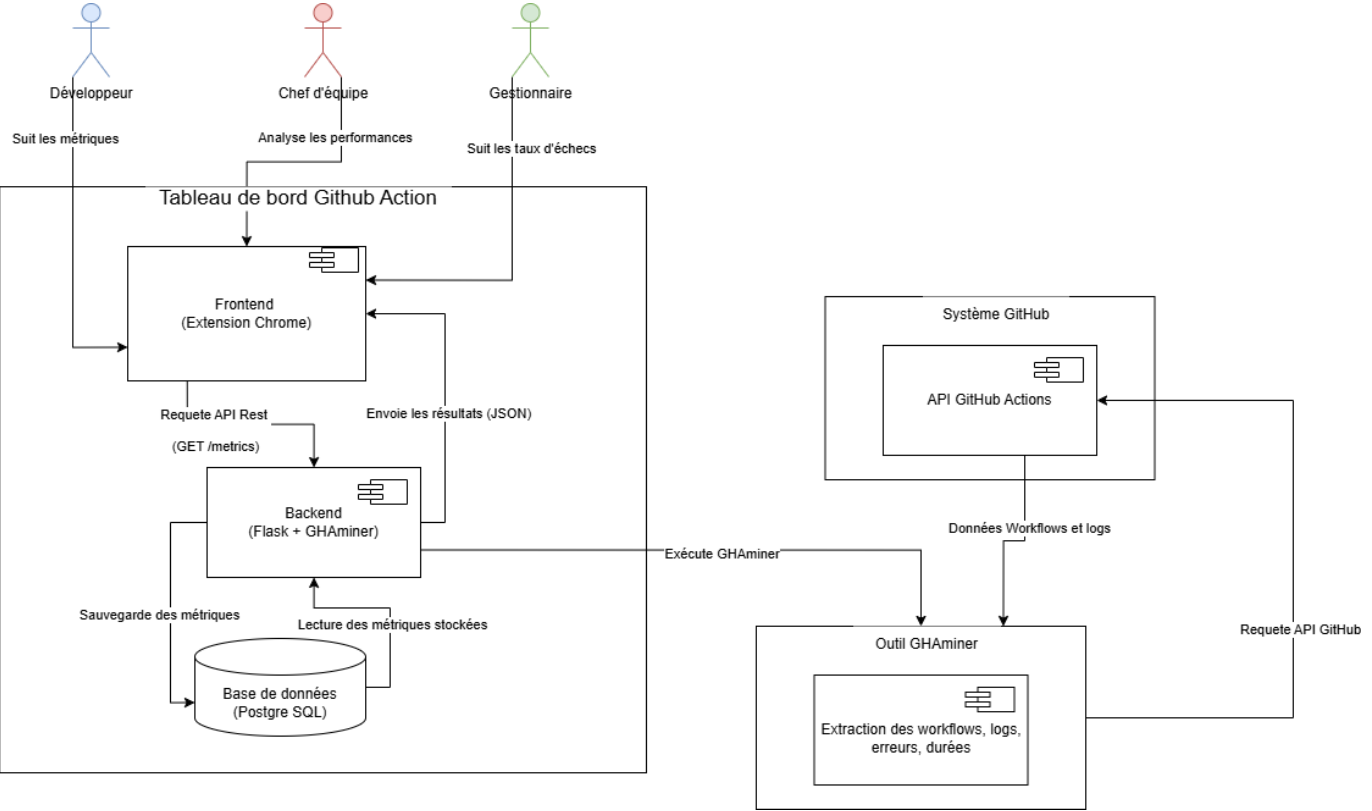 Développeur
Chef d'équipe
Gestionnaire
Suit les métriques
Analyse les performances
Suit les taux d'échecs
Tableau de bord Github Action
Frontend
(Extension Chrome)
Requete API Rest
(GET /metrics)
Envoie les résultats (JSON)
Backend
(Flask + GHAminer)
Sauvegarde des métriques
Lecture des métriques stockées
Base de données
(Postgre SQL)
Exécute GHAminer
Système GitHub
API GitHub Actions
Données Workflows et logs
Requete API GitHub
Outil GHAminer
Extraction des workflows, logs,
erreurs, durées